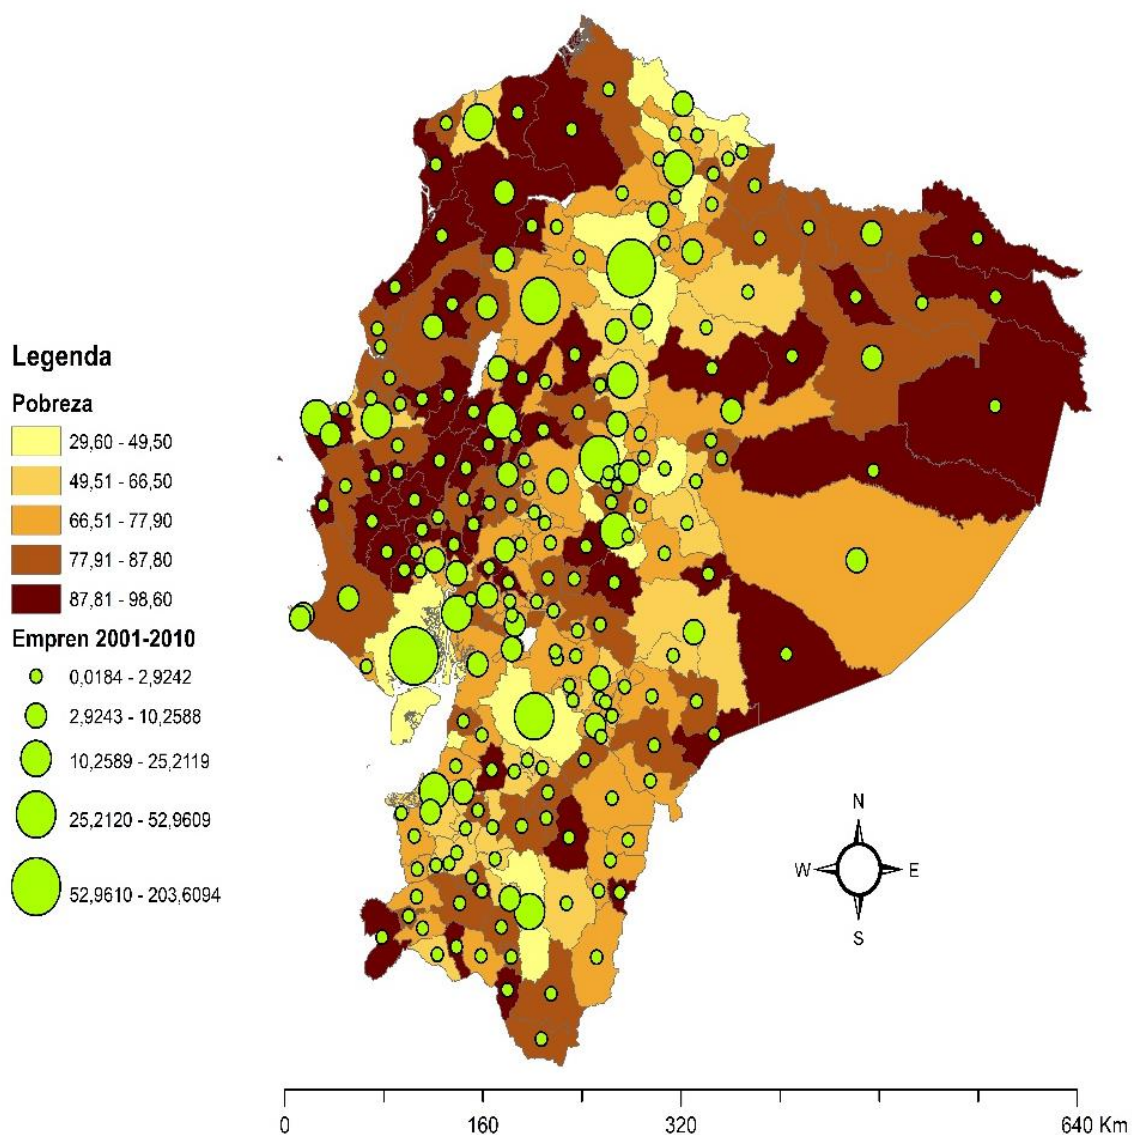 Legenda
Pobreza
29,60 - 49,50
49,51 - 66,50
66,51 - 77,90
77,91 - 87,80
87,81 - 98,60
Empren 2001-2010
0,0184 - 2,9242
2,9243 - 10,2588
10,2589 - 25,2119
25,2120 - 52,9609
52,9610 - 203,6094
N
W E
S
0 160 320 640 Km